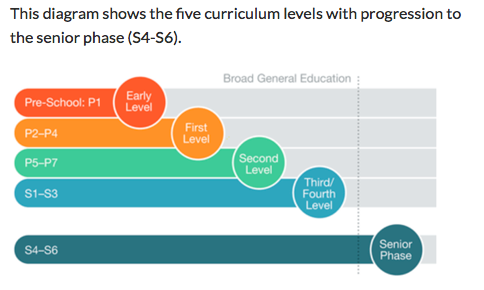 This diagram shows the five curriculum levels with progression to
the senior phase (S4-S6).
Broad General Education
Pre-School: P1
Early
Level
P2–P4
First
Level
P5–P7
Second
Level
S1–S3
Third/
Fourth
Level
S4–S6
Senior
Phase